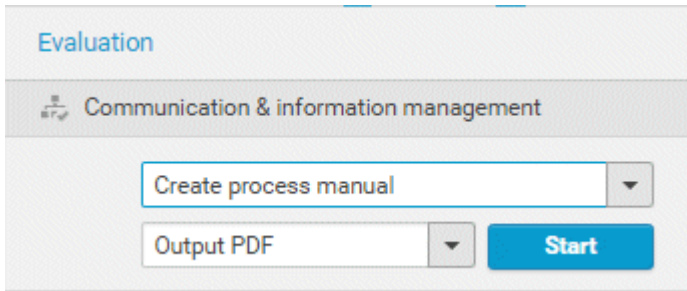 Evaluation
Communication & information management
Create process manual
Output PDF
Start